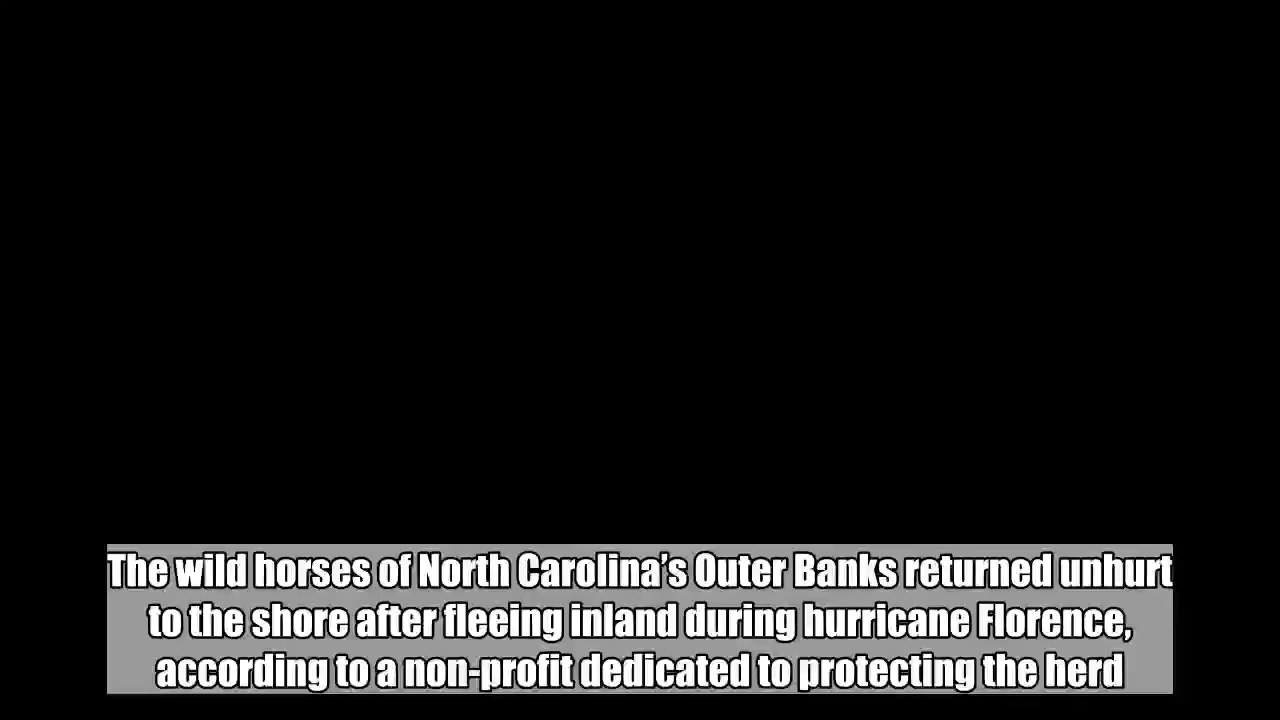 The wild horses of North Carolina’s Outer Banks returned unhurt
to the shore after fleeing inland during hurricane Florence,
according to a non-profit dedicated to protecting the herd